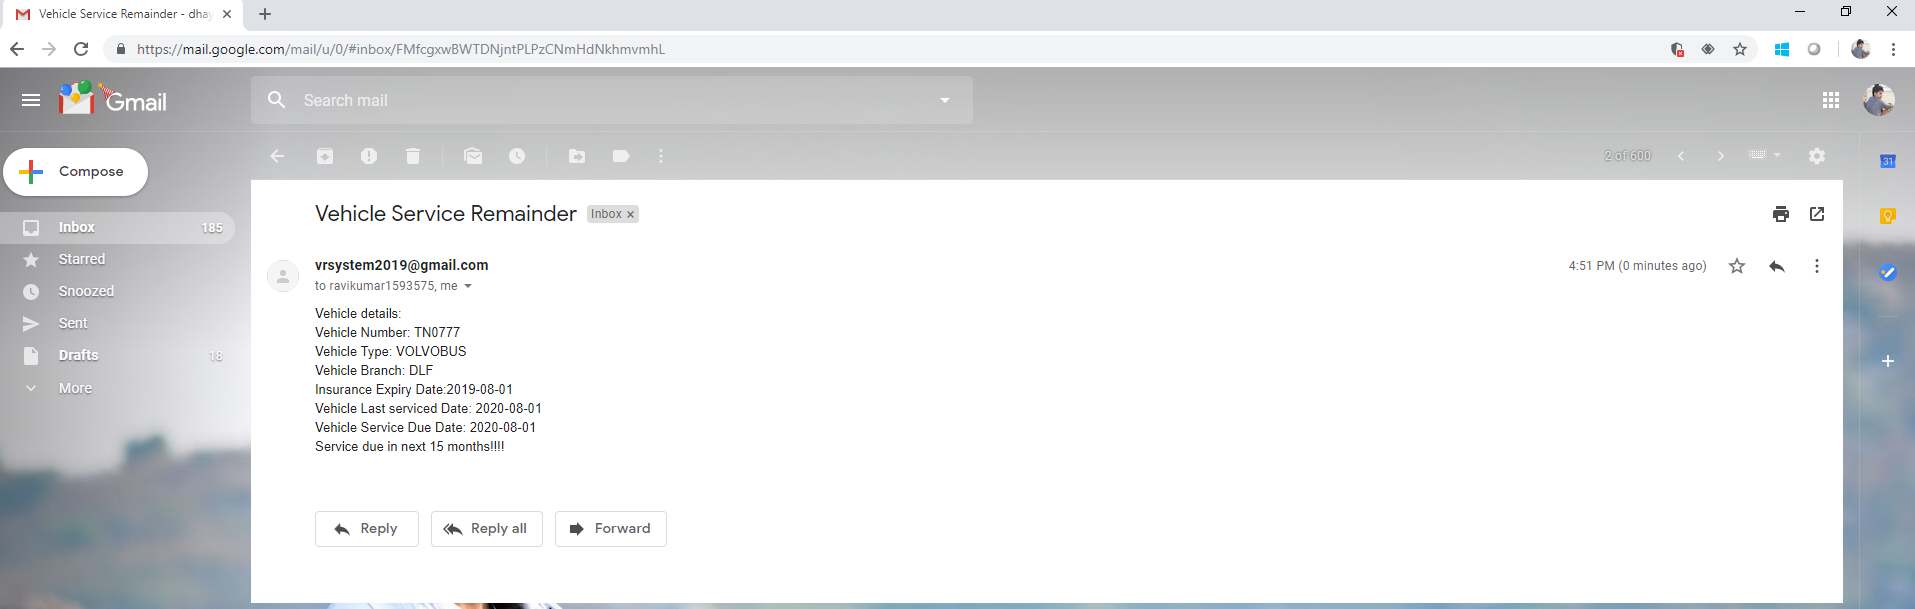 Vehicle Service Remainder - dhay
https://mail.google.com/mail/u/0/#inbox/FMfcgxwBWTDNjntPLPzCNmHdNkhmvmhL
Gmail
Search mail
Compose
2 of 600
31
Inbox 185
Starred
Snoozed
Sent
Drafts 18
More
Vehicle Service Remainder Inbox x
vrsystem2019@gmail.com 4:51 PM (0 minutes ago)
to ravikumar1593575, me
Vehicle details:
Vehicle Number: TN0777
Vehicle Type: VOLVOBUS
Vehicle Branch: DLF
Insurance Expiry Date:2019-08-01
Vehicle Last serviced Date: 2020-08-01
Vehicle Service Due Date: 2020-08-01
Service due in next 15 months!!!!
Reply Reply all Forward